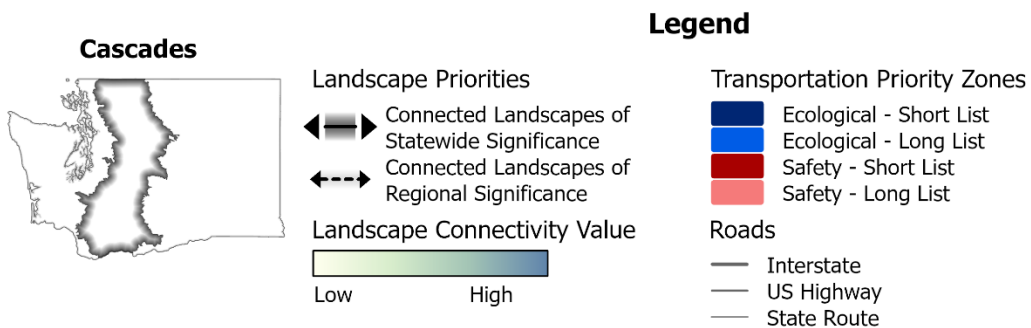 Legend
Cascades
Landscape Priorities
Connected Landscapes of
Statewide Significance
Connected Landscapes of
Regional Significance
Landscape Connectivity Value
Low High
Transportation Priority Zones
Ecological - Short List
Ecological - Long List
Safety - Short List
Safety - Long List
Roads
Interstate
US Highway
State Route